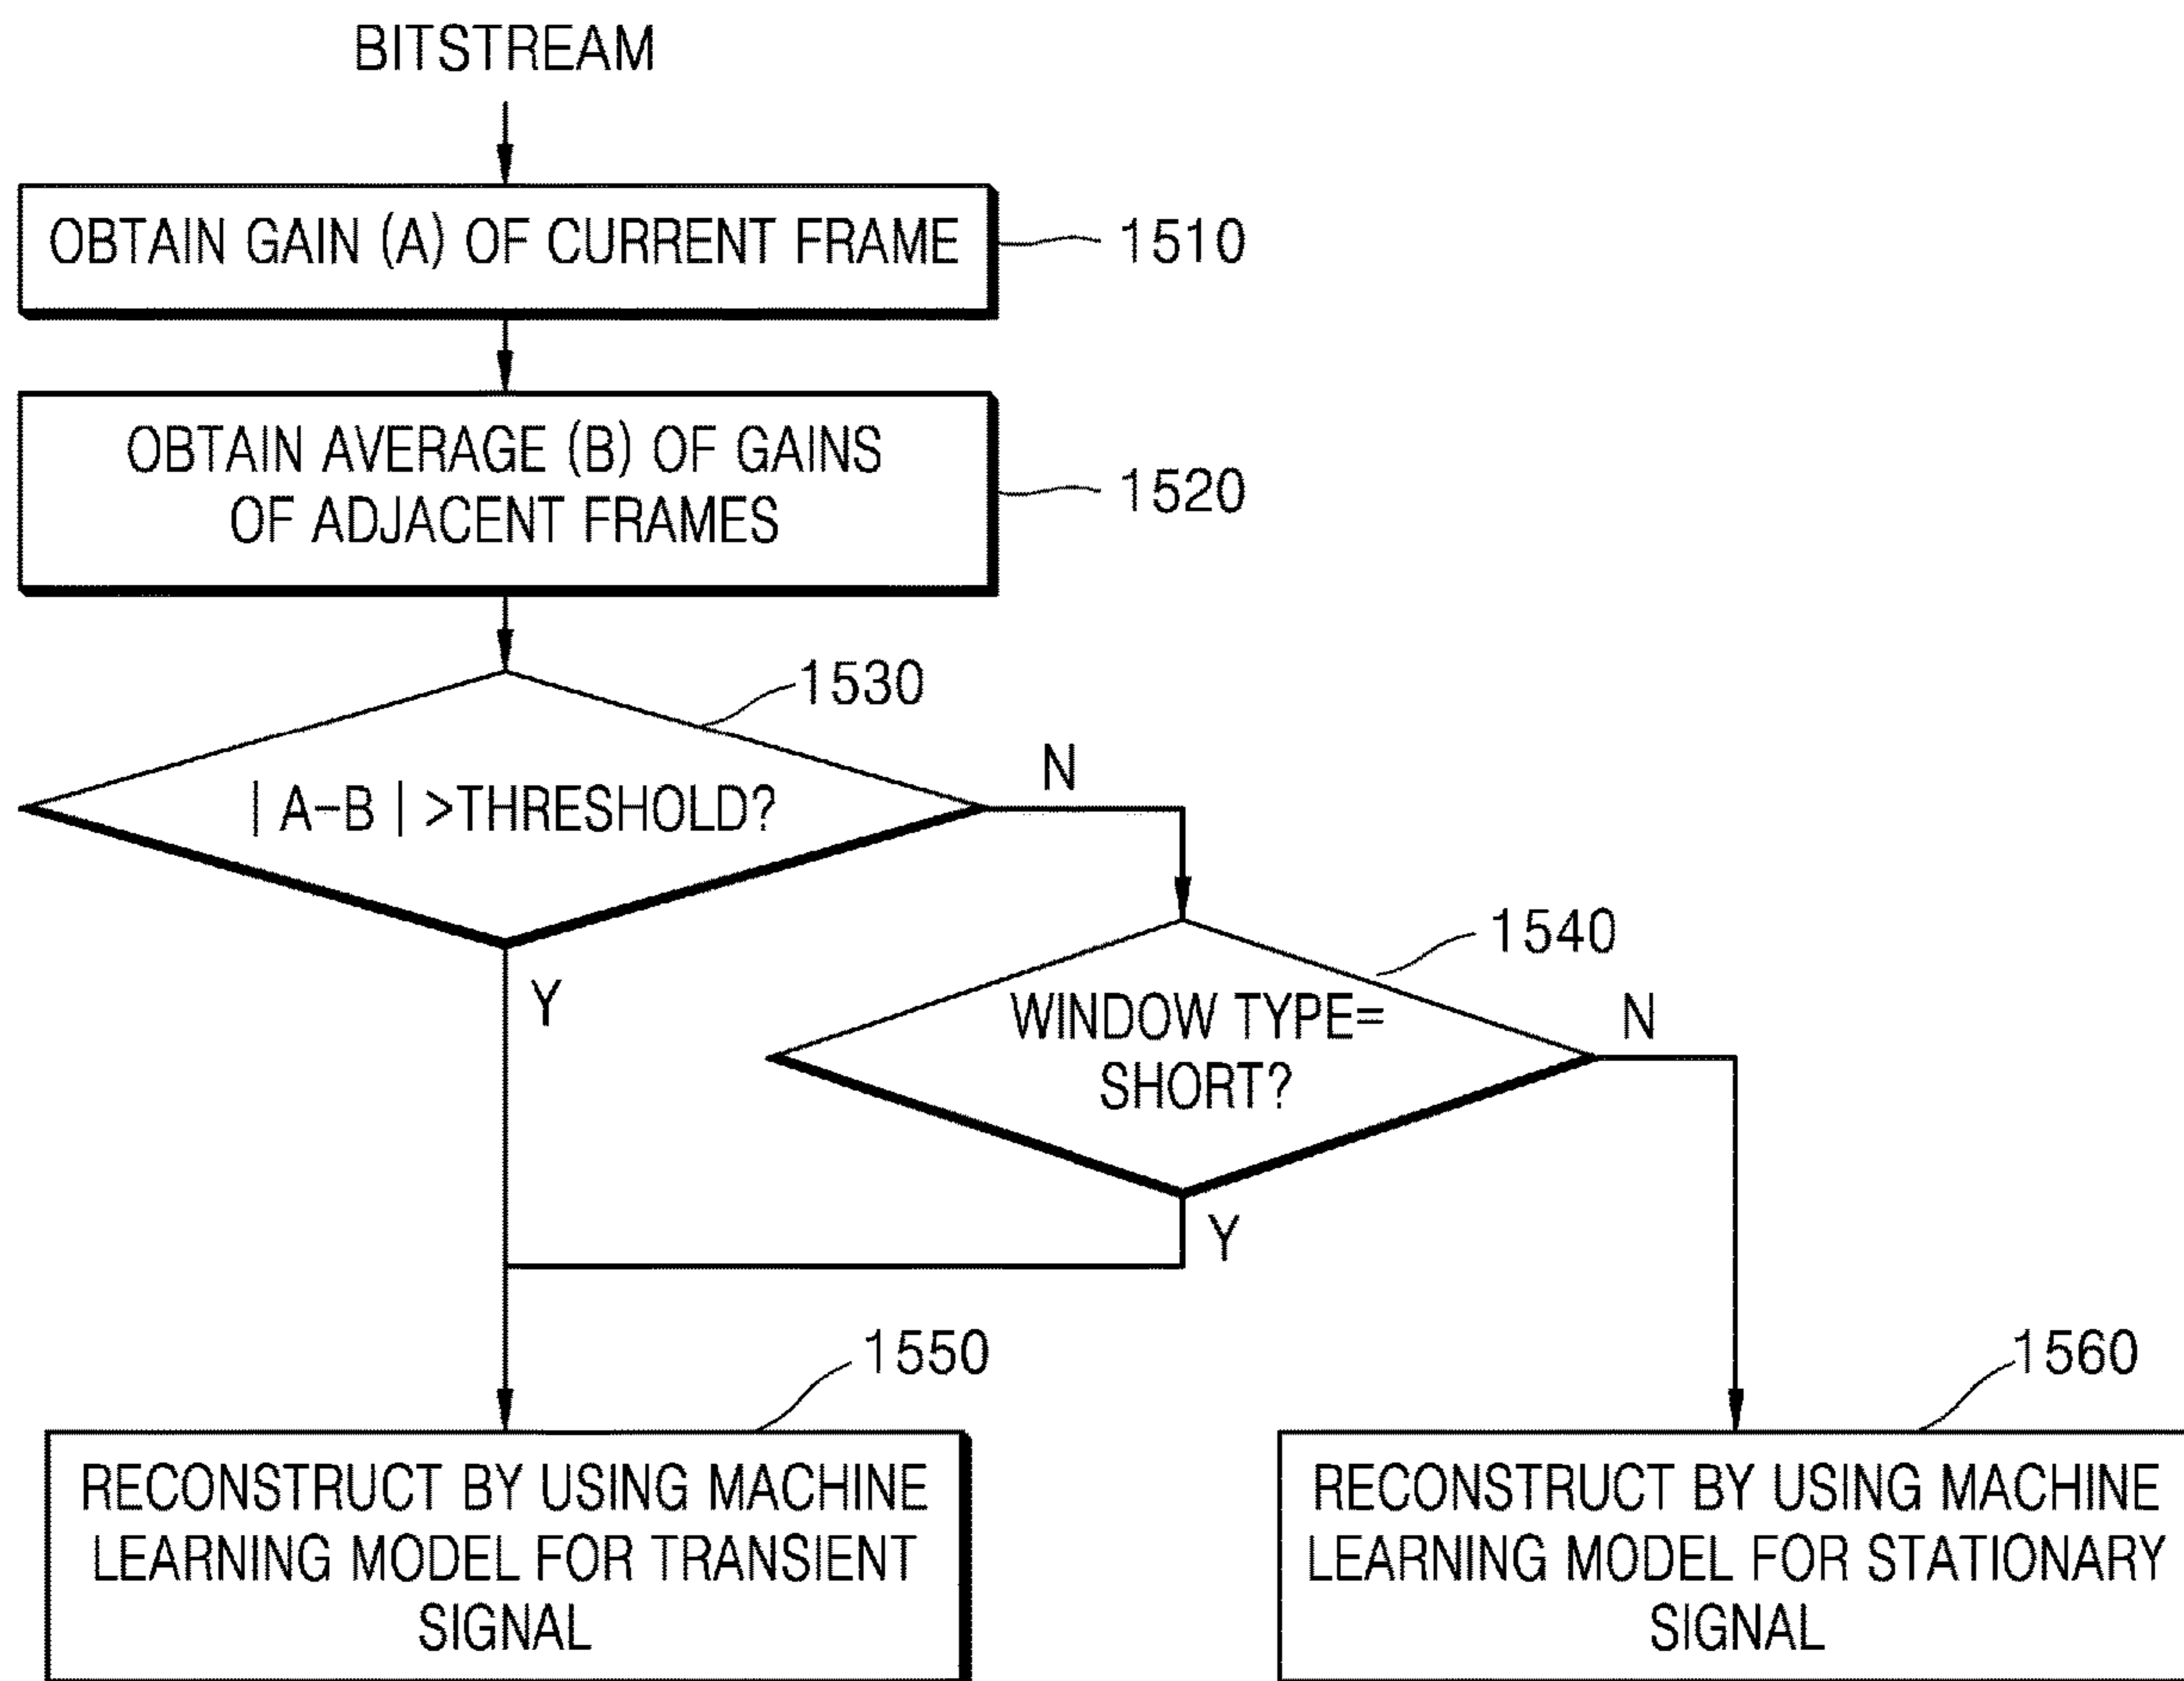 BITSTREAM
OBTAIN GAIN (A) OF CURRENT FRAME
1510
OBTAIN AVERAGE (B) OF GAINS
OF ADJACENT FRAMES
1520
1530
| A-B | >THRESHOLD?
N
Y
1540
WINDOW TYPE=
SHORT?
N
Y
1550
RECONSTRUCT BY USING MACHINE
LEARNING MODEL FOR TRANSIENT
SIGNAL
1560
RECONSTRUCT BY USING MACHINE
LEARNING MODEL FOR STATIONARY
SIGNAL